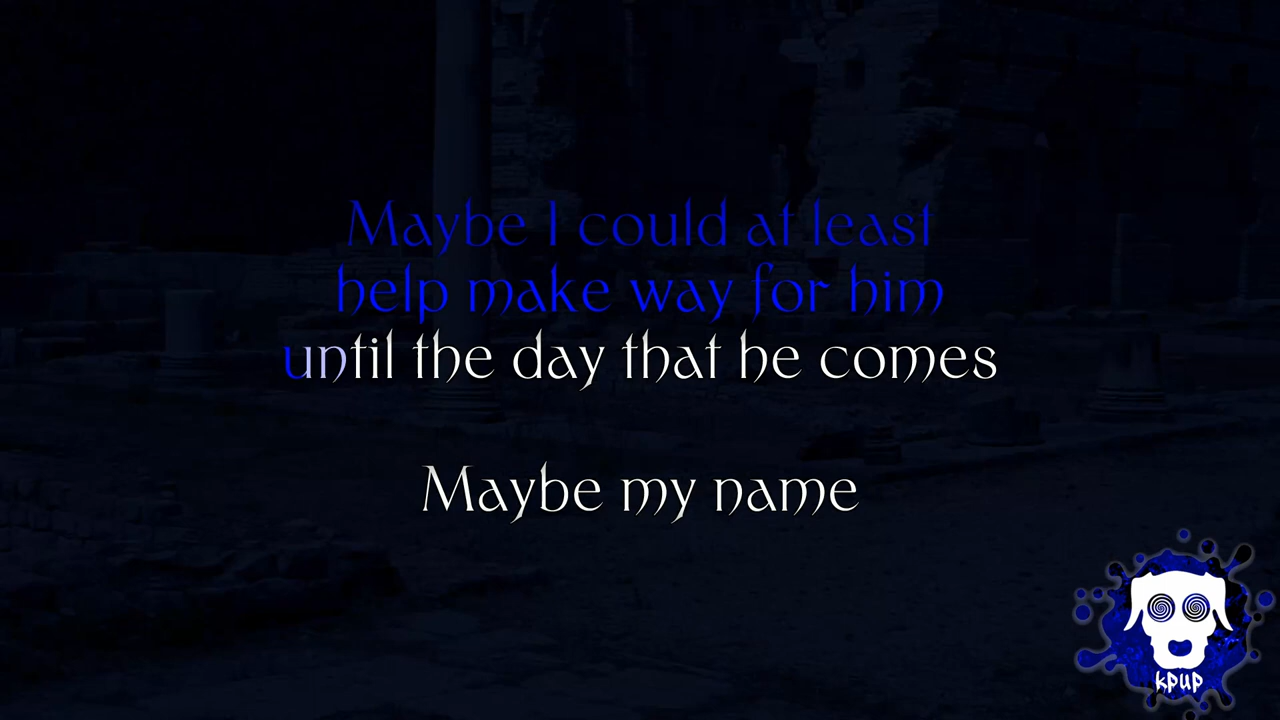 Maybe I could at least
help make way for him
until the day that he comes
Maybe my name
kpup